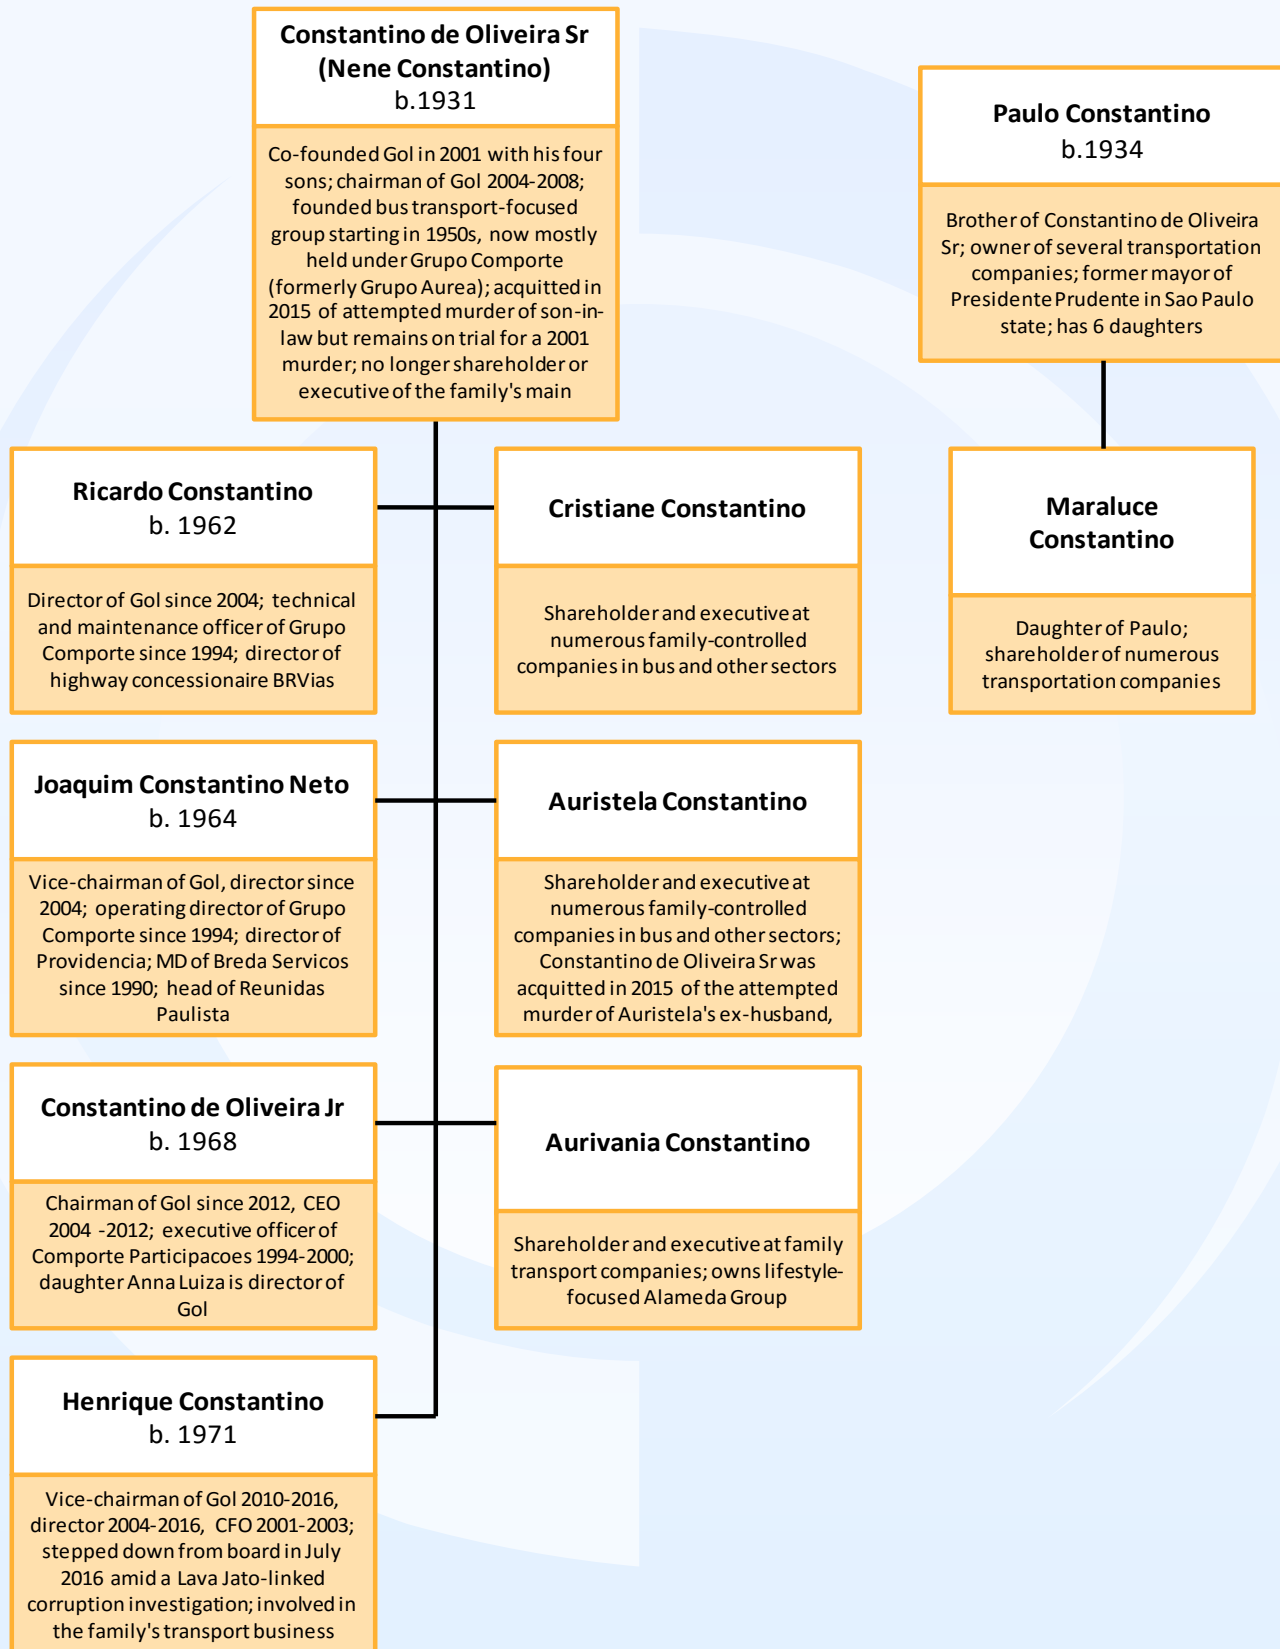 Constantino de Oliveira Sr
(Nene Constantino)
b.1931
Co-founded Gol in 2001 with his four
sons; chairman of Gol 2004-2008;
founded bus transport-focused
group starting in 1950s, now mostly
held under Grupo Comporte
(formerly Grupo Aurea); acquitted in
2015 of attempted murder of son-in-
law but remains on trial for a 2001
murder; no longer shareholder or
executive of the family's main
Paulo Constantino
b.1934
Brother of Constantino de Oliveira
Sr; owner of several transportation
companies; former mayor of
Presidente Prudente in Sao Paulo
state; has 6 daughters
Ricardo Constantino
b. 1962
Director of Gol since 2004; technical
and maintenance officer of Grupo
Comporte since 1994; director of
highway concessionaire BRVias
Cristiane Constantino
Shareholder and executive at
numerous family-controlled
companies in bus and other sectors
Maraluce
Constantino
Daughter of Paulo;
shareholder of numerous
transportation companies
Joaquim Constantino Neto
b. 1964
Vice-chairman of Gol, director since
2004; operating director of Grupo
Comporte since 1994; director of
Providencia; MD of Breda Servicos
since 1990; head of Reunidas
Paulista
Auristela Constantino
Shareholder and executive at
numerous family-controlled
companies in bus and other sectors;
Constantino de Oliveira Sr was
acquitted in 2015 of the attempted
murder of Auristela's ex-husband,
Constantino de Oliveira Jr
b. 1968
Chairman of Gol since 2012, CEO
2004 -2012; executive officer of
Comporte Participacoes 1994-2000;
daughter Anna Luiza is director of
Gol
Aurivania Constantino
Shareholder and executive at family
transport companies; owns lifestyle-
focused Alameda Group
Henrique Constantino
b. 1971
Vice-chairman of Gol 2010-2016,
director 2004-2016, CFO 2001-2003;
stepped down from board in July
2016 amid a Lava Jato-linked
corruption investigation; involved in
the family's transport business